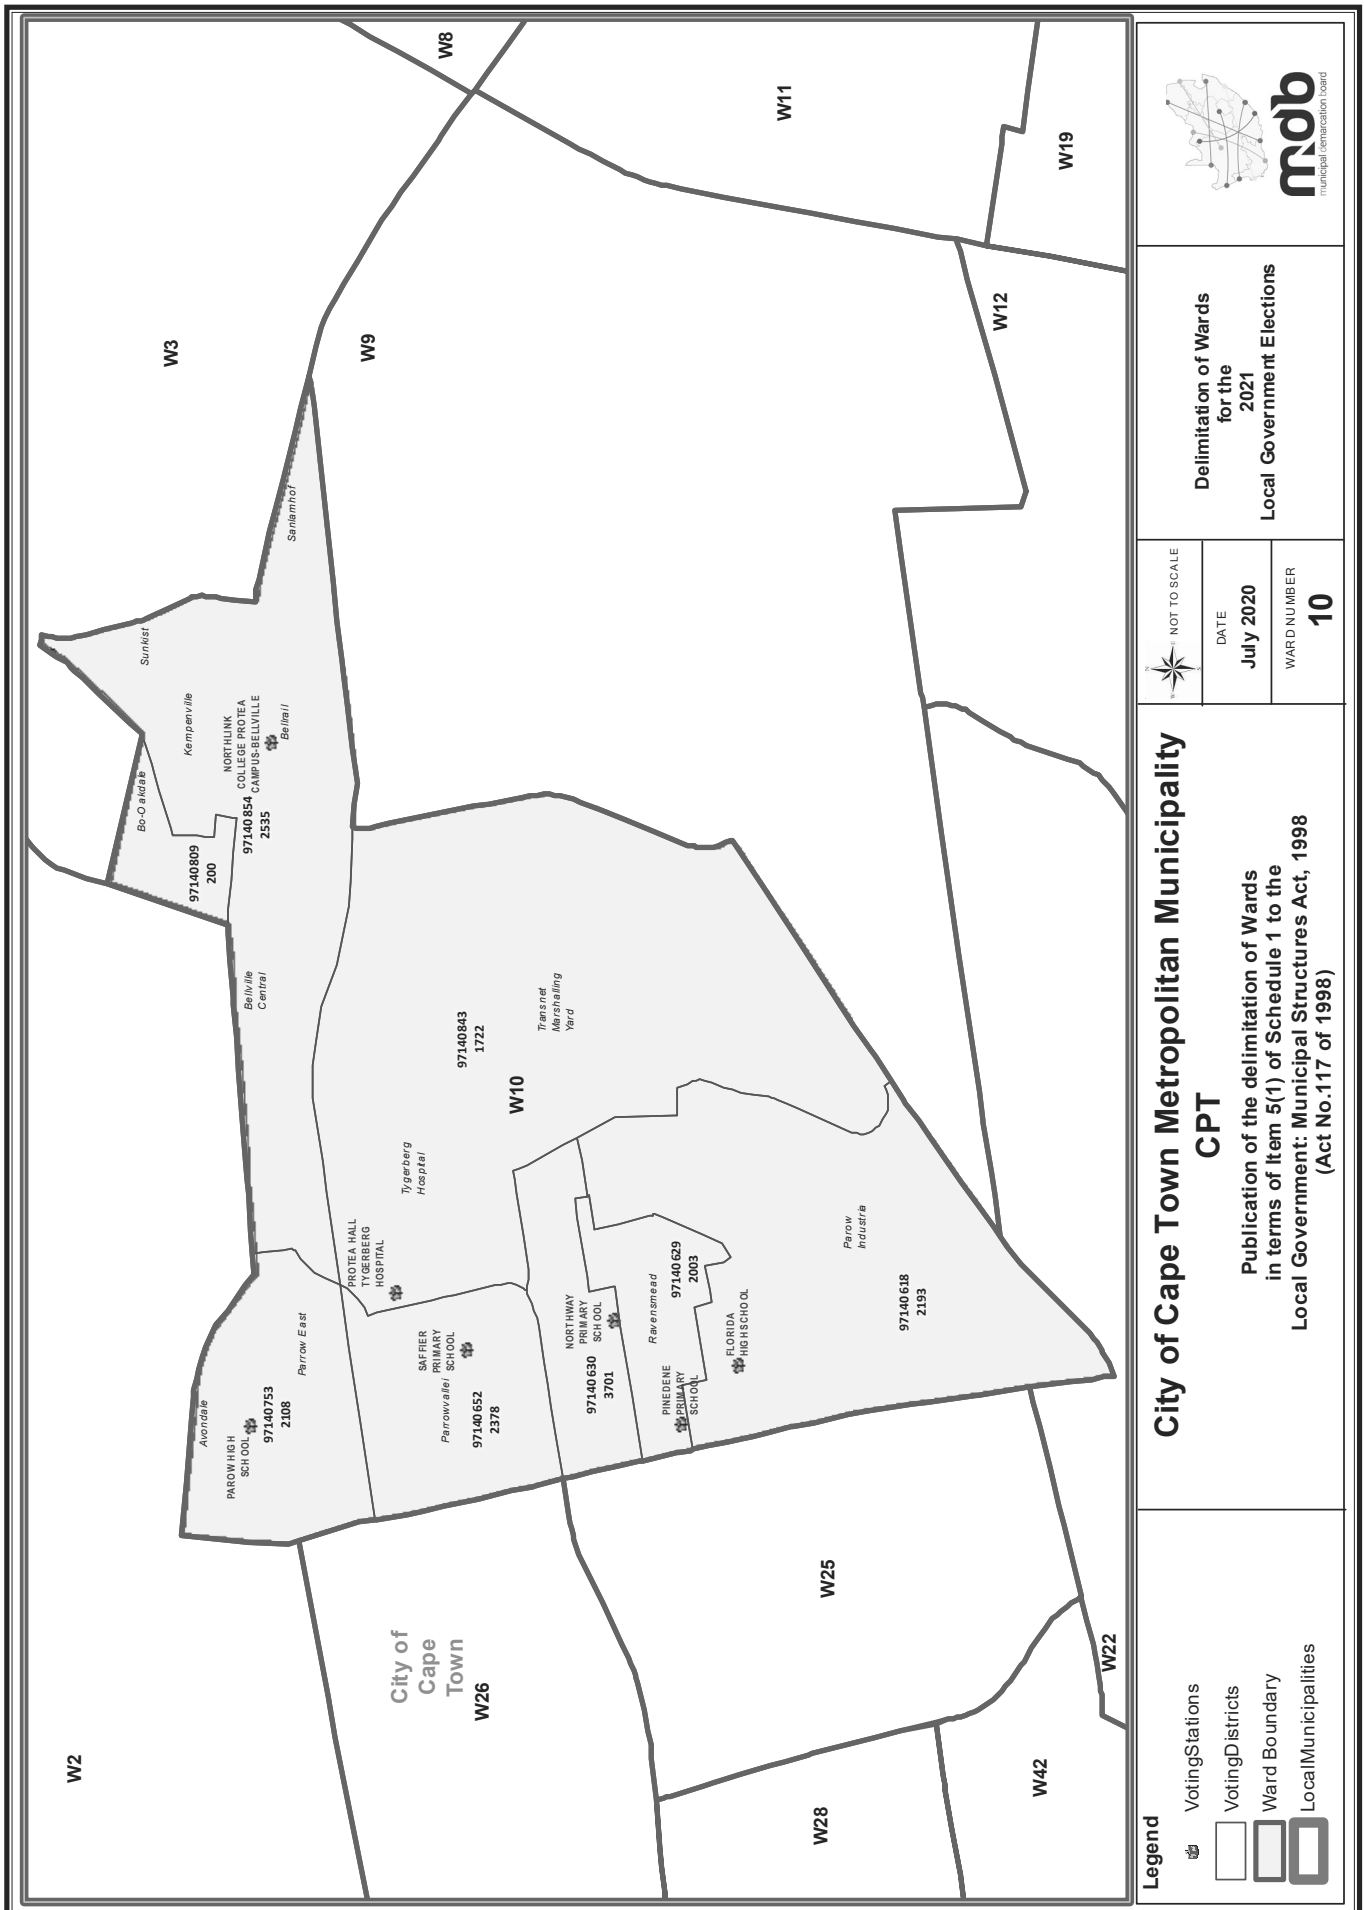 W2
W3
W8
W9
W11
W19
W12
Avondale
PAROW HIGH
SCHOOL
97140753
2108
Parrow East
Bo-Oakdale
97140809
200
Sunkist
Kempenville
NORTHLINK
COLLEGE PROTEA
CAMPUS-BELLVILLE
97140854
2535
Bellrail
Sanlamhof
Bellville
Central
PROTEA HALL
TYGERBERG
HOSPITAL
Tygerberg
Hospital
SAFFIER
PRIMARY
SCHOOL
Parrowvallei
97140652
2378
97140843
1722
W10
Transnet
Marshalling
Yard
NORTHWAY
PRIMARY
SCHOOL
97140630
3701
Ravensmead
97140629
2003
PINEDENE
PRIMARY
SCHOOL
FLORIDA
HIGH SCHOOL
Parow
Industria
97140618
2193
City of
Cape
Town
W26
W25
W28
W42
W22
Legend
VotingStations
VotingDistricts
Ward Boundary
LocalMunicipalities
City of Cape Town Metropolitan Municipality
CPT
Publication of the delimitation of Wards
in terms of Item 5(1) of Schedule 1 to the
Local Government: Municipal Structures Act, 1998
(Act No.117 of 1998)
N
W
E
S
NOT TO SCALE
DATE
July 2020
WARD NUMBER
10
Delimitation of Wards
for the
2021
Local Government Elections
mdb
municipal demarcation board